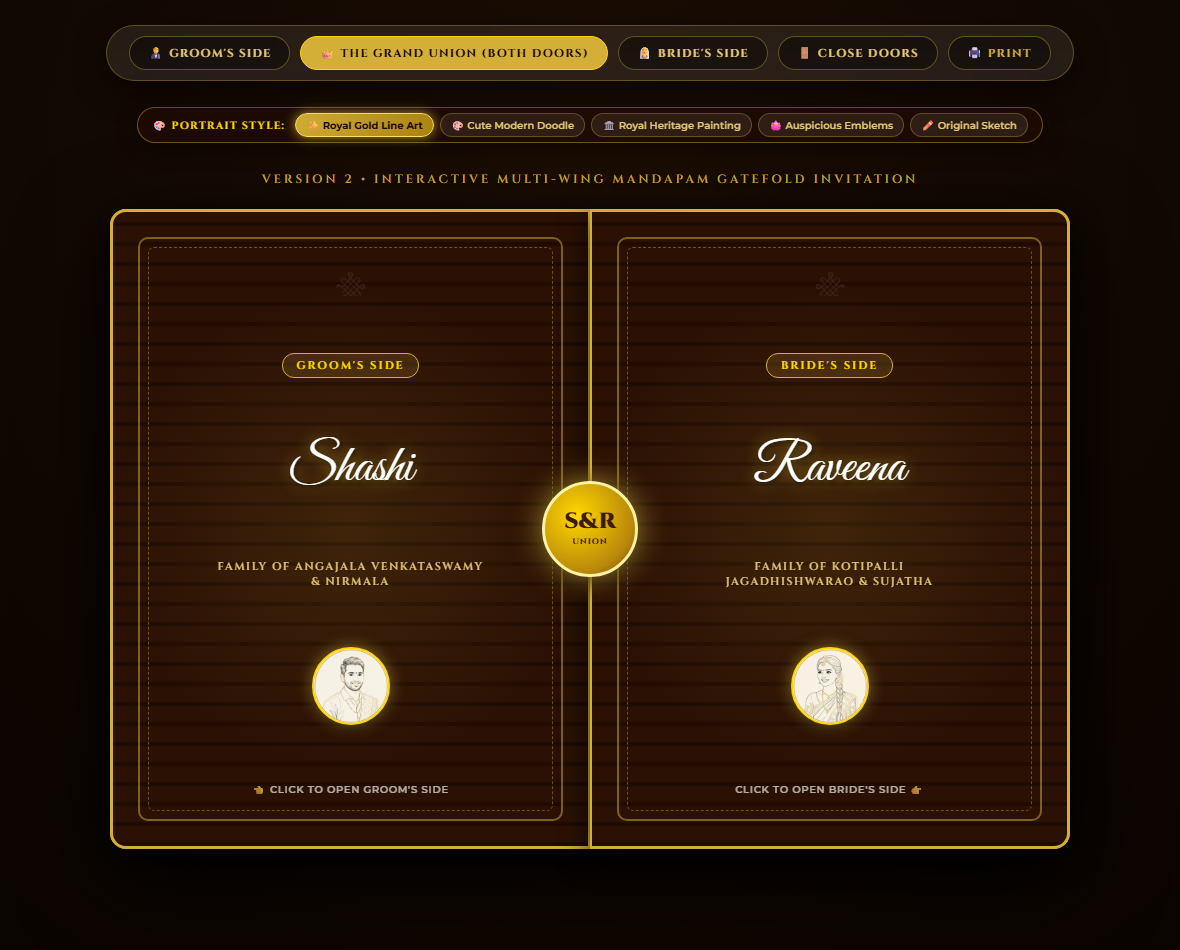 GROOM'S SIDE
THE GRAND UNION (BOTH DOORS)
BRIDE'S SIDE
CLOSE DOORS
PRINT
PORTRAIT STYLE:
Royal Gold Line Art
Cute Modern Doodle
Royal Heritage Painting
Auspicious Emblems
Original Sketch
VERSION 2 • INTERACTIVE MULTI-WING MANDAPAM GATEFOLD INVITATION
GROOM'S SIDE
Shashi
FAMILY OF ANGAJALA VENKATASWAMY
& NIRMALA
CLICK TO OPEN GROOM'S SIDE
S&R
UNION
BRIDE'S SIDE
Raveena
FAMILY OF KOTIPALLI
JAGADHISHWARAO & SUJATHA
CLICK TO OPEN BRIDE'S SIDE